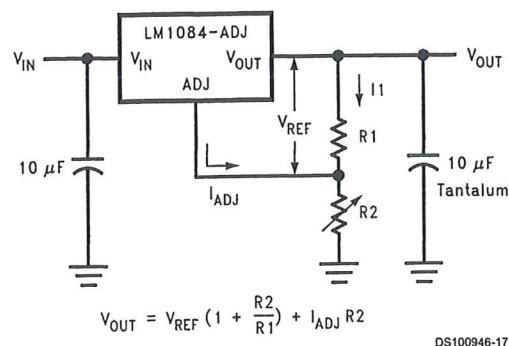 LM1084-ADJ
V_IN
V_IN
V_OUT
V_OUT
ADJ
I1
V_REF
R1
10 μF
10 μF
Tantalum
I_ADJ
R2
V_OUT = V_REF (1 + R2/R1) + I_ADJ R2
DS100946-17